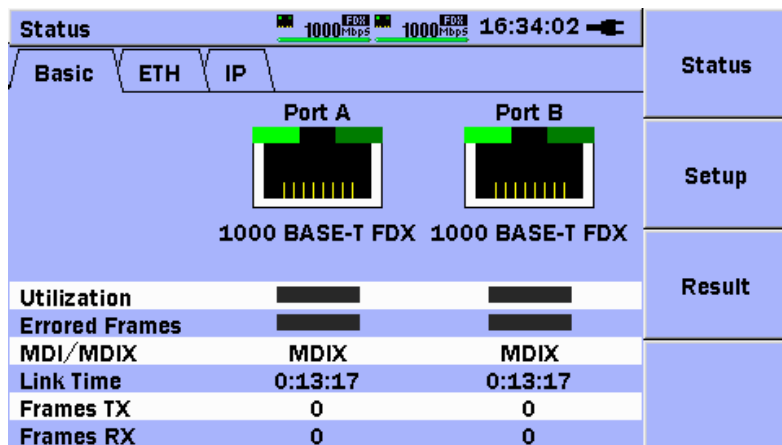 Status 1000 FDX Mbps 1000 FDX Mbps 16:34:02
Basic ETH IP
Port A Port B
1000 BASE-T FDX 1000 BASE-T FDX
Utilization
Errored Frames
MDI/MDIX MDIX MDIX
Link Time 0:13:17 0:13:17
Frames TX 0 0
Frames RX 0 0
Status
Setup
Result